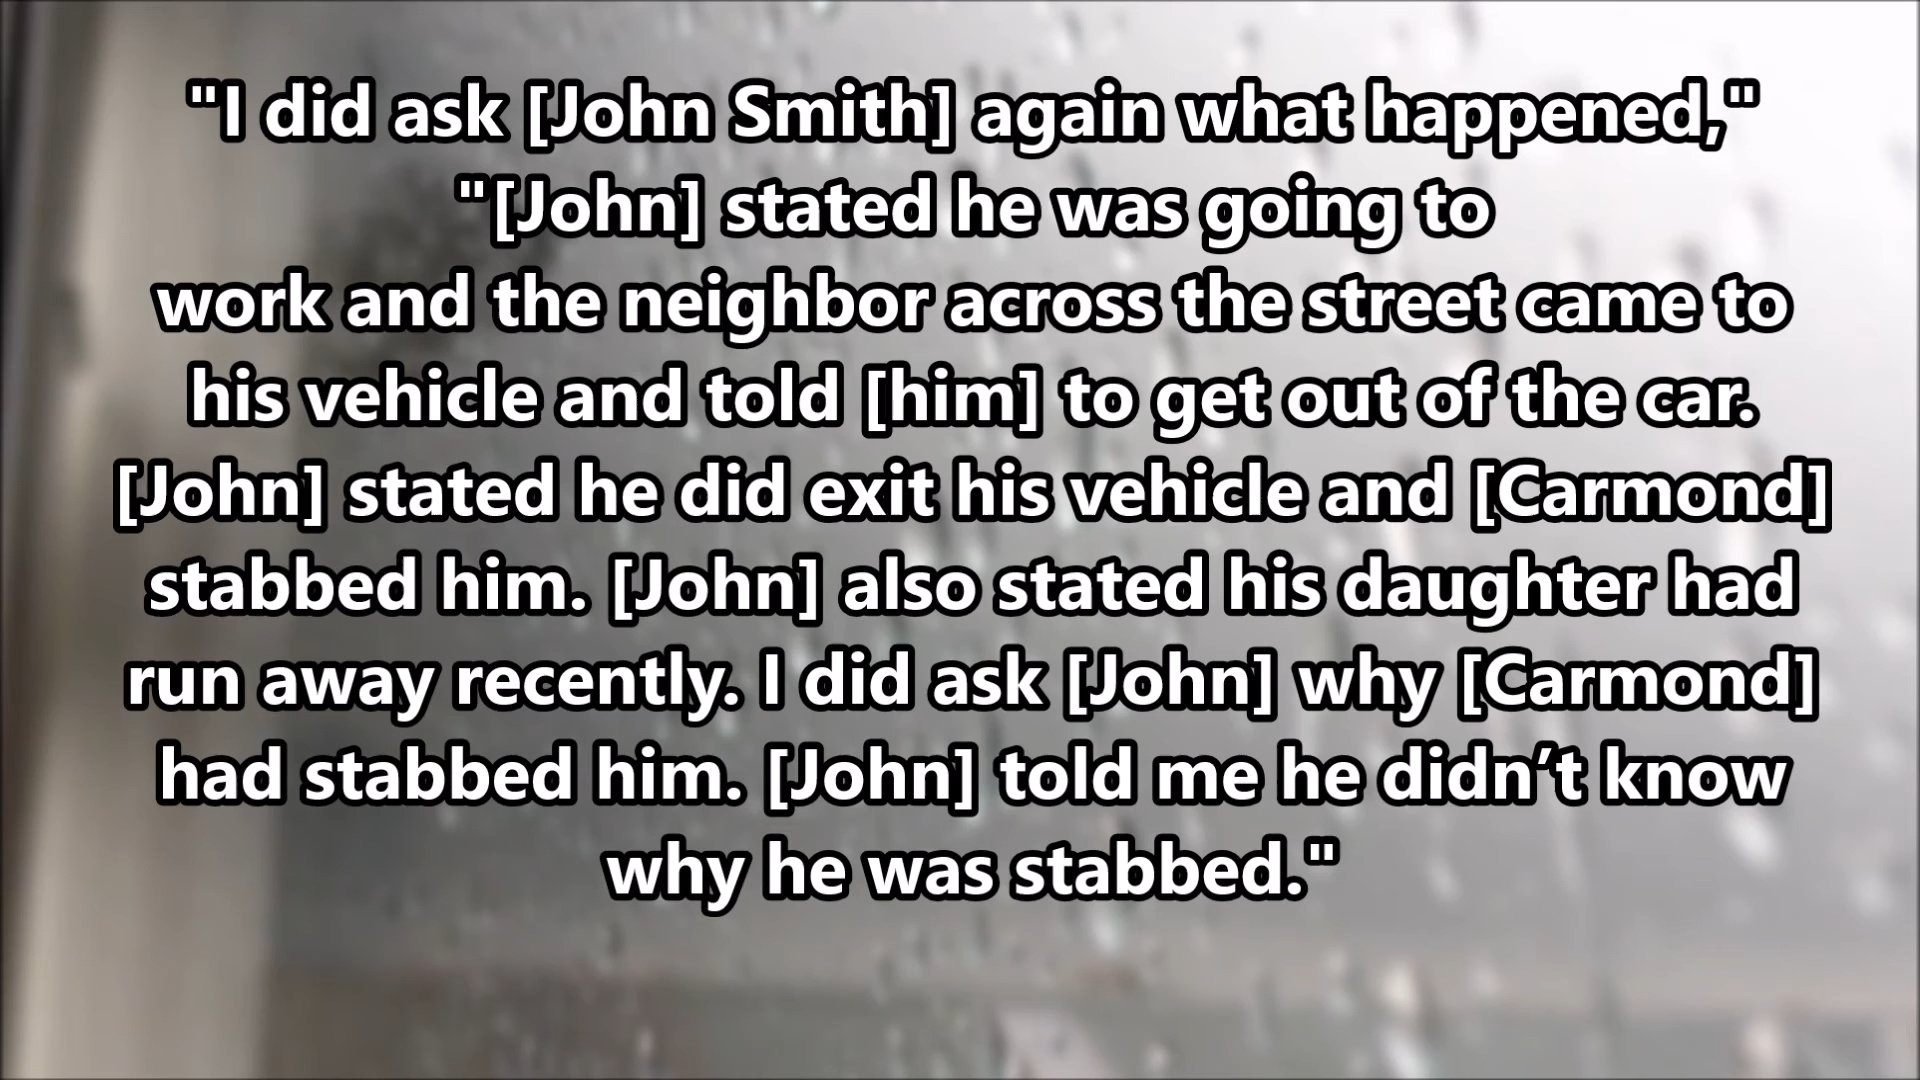 "I did ask [John Smith] again what happened,"
"[John] stated he was going to
work and the neighbor across the street came to
his vehicle and told [him] to get out of the car.
[John] stated he did exit his vehicle and [Carmond]
stabbed him. [John] also stated his daughter had
run away recently. I did ask [John] why [Carmond]
had stabbed him. [John] told me he didn’t know
why he was stabbed."